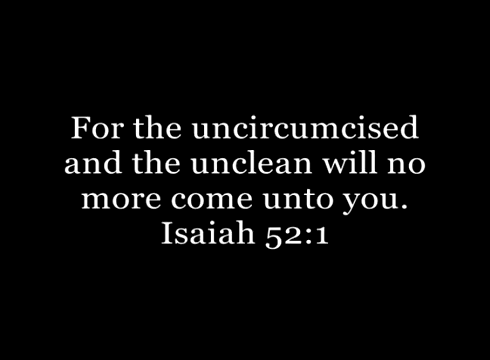 For the uncircumcised
and the unclean will no
more come unto you.
Isaiah 52:1